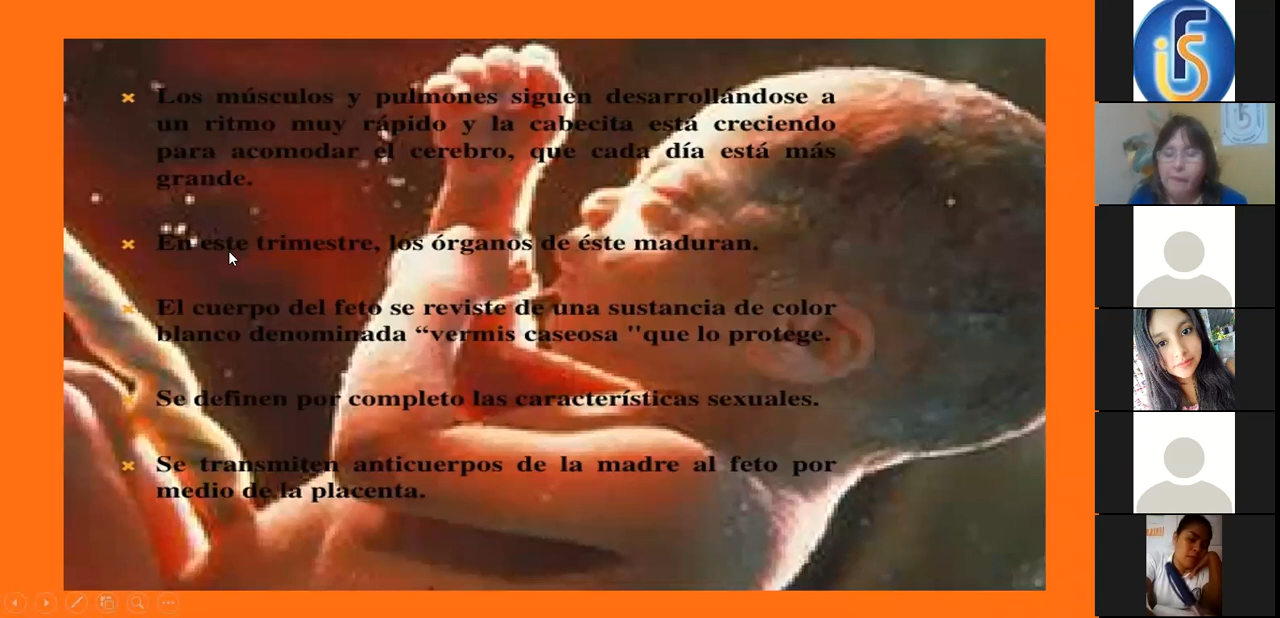 Los músculos y pulmones siguen desarrollándose a
un ritmo muy rápido y la cabecita está creciendo
para acomodar el cerebro, que cada día está más
grande.
En este trimestre, los órganos de éste maduran.
El cuerpo del feto se reviste de una sustancia de color
blanco denominada “vermis caseosa "que lo protege.
Se definen por completo las características sexuales.
Se transmiten anticuerpos de la madre al feto por
medio de la placenta.